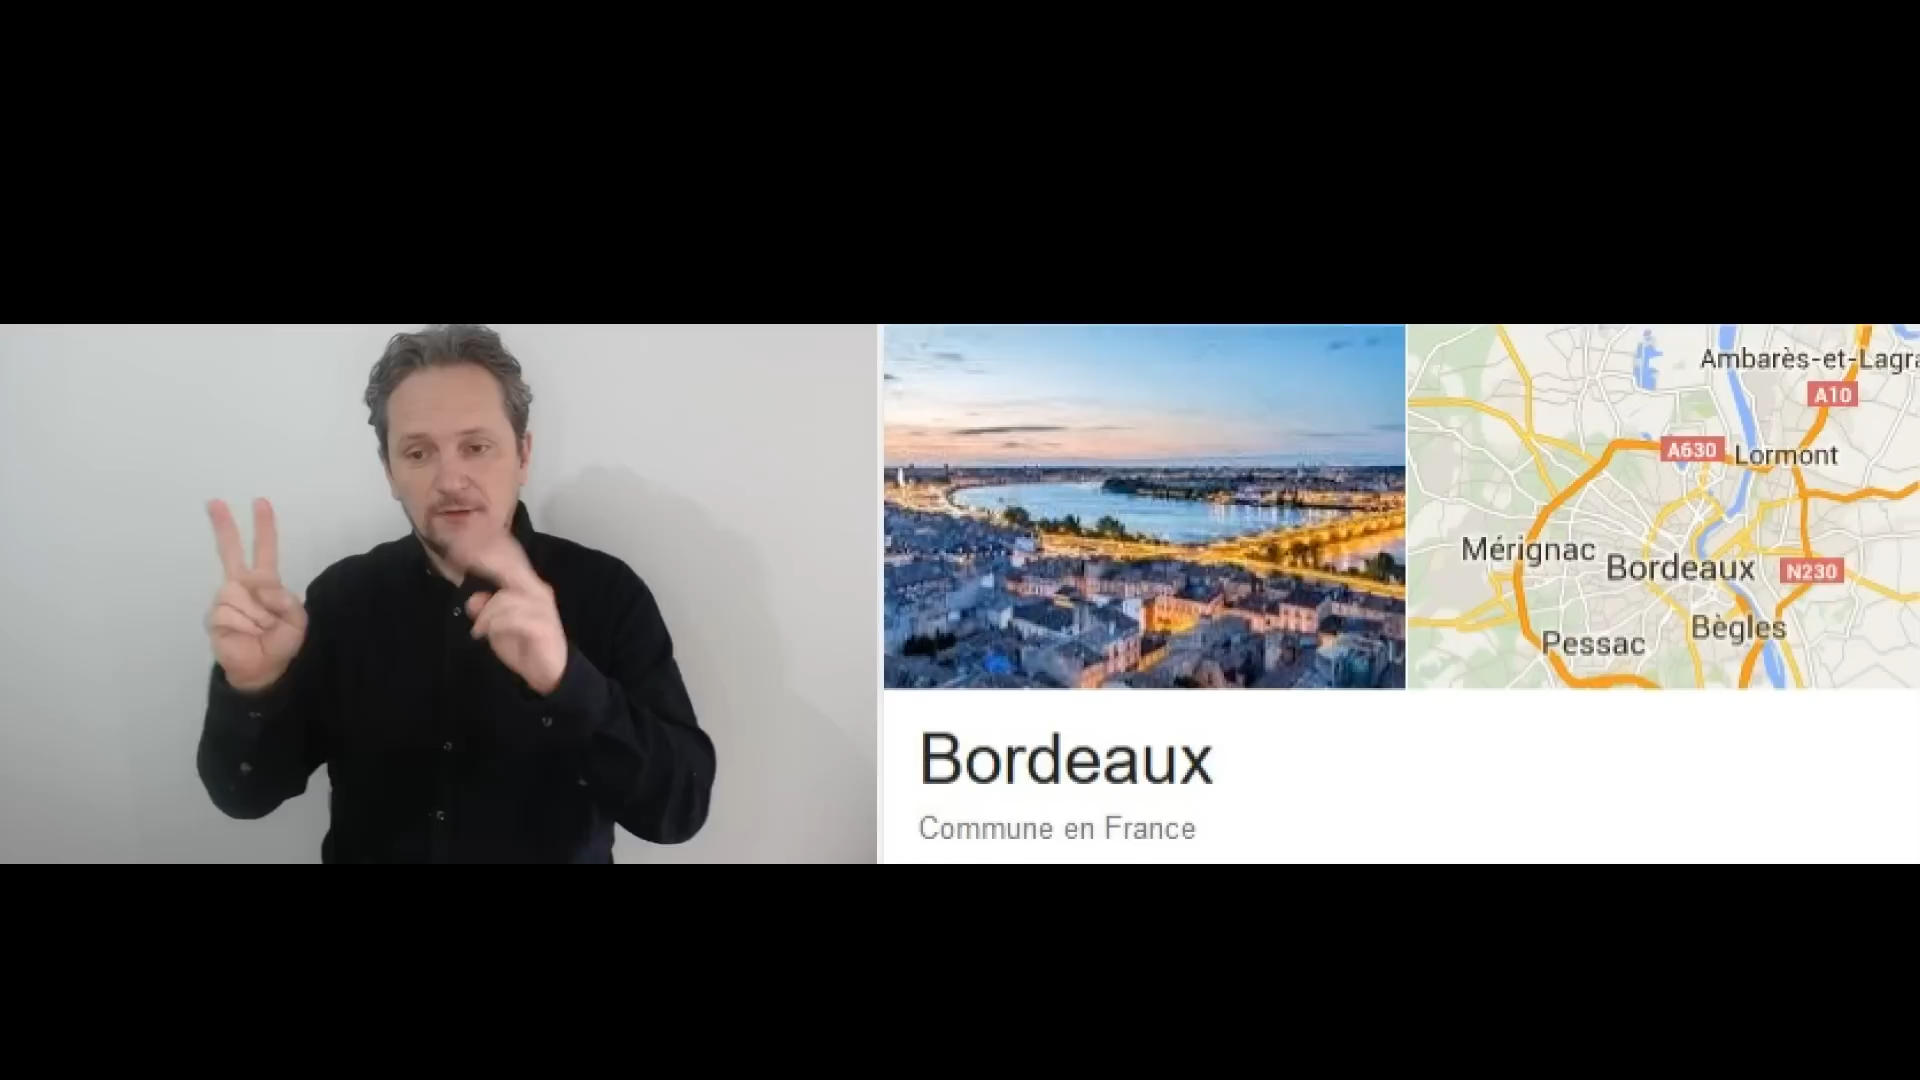 Ambarès-et-Lagra
A10
A630
Lormont
Mérignac
Bordeaux
N230
Bègles
Pessac
Bordeaux
Commune en France